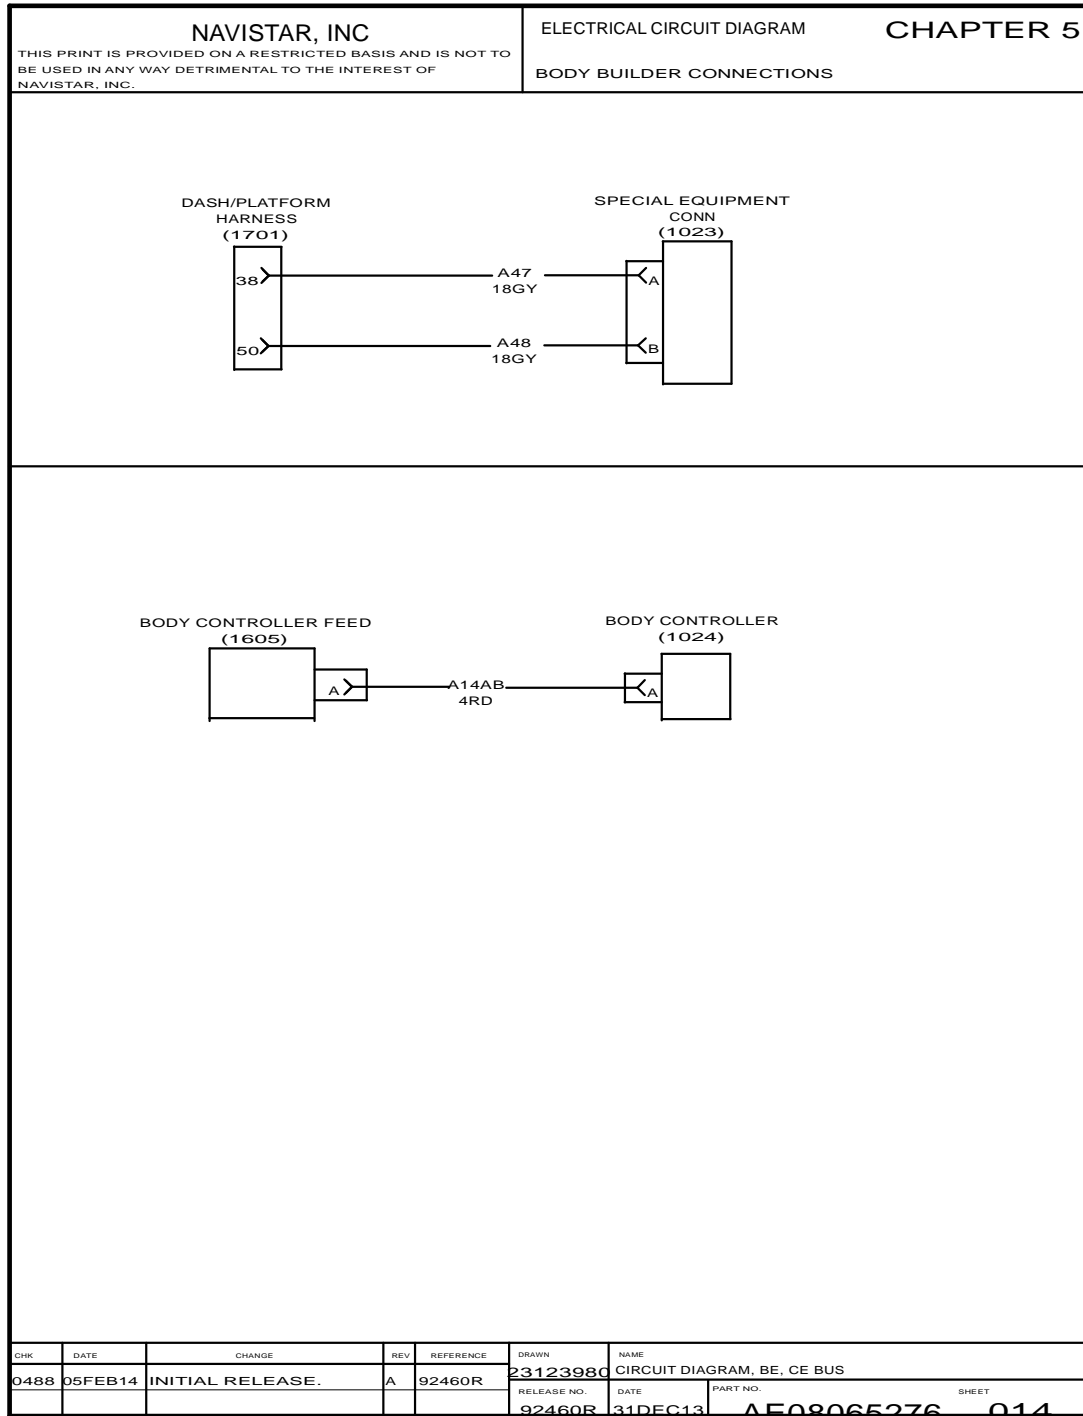 NAVISTAR, INC
THIS PRINT IS PROVIDED ON A RESTRICTED BASIS AND IS NOT TO
BE USED IN ANY WAY DETRIMENTAL TO THE INTEREST OF
NAVISTAR, INC.
ELECTRICAL CIRCUIT DIAGRAM
CHAPTER 5
BODY BUILDER CONNECTIONS
DASH/PLATFORM
HARNESS
(1701)
SPECIAL EQUIPMENT
CONN
(1023)
38
A47
18GY
A
50
A48
18GY
B
BODY CONTROLLER FEED
(1605)
BODY CONTROLLER
(1024)
A
A14AB
4RD
A
CHK DATE CHANGE REV REFERENCE
0488 05FEB14 INITIAL RELEASE. A 92460R
DRAWN
23123980
NAME
CIRCUIT DIAGRAM, BE, CE BUS
RELEASE NO.
92460R
DATE
31DEC13
PART NO.
AE08065276
SHEET
014